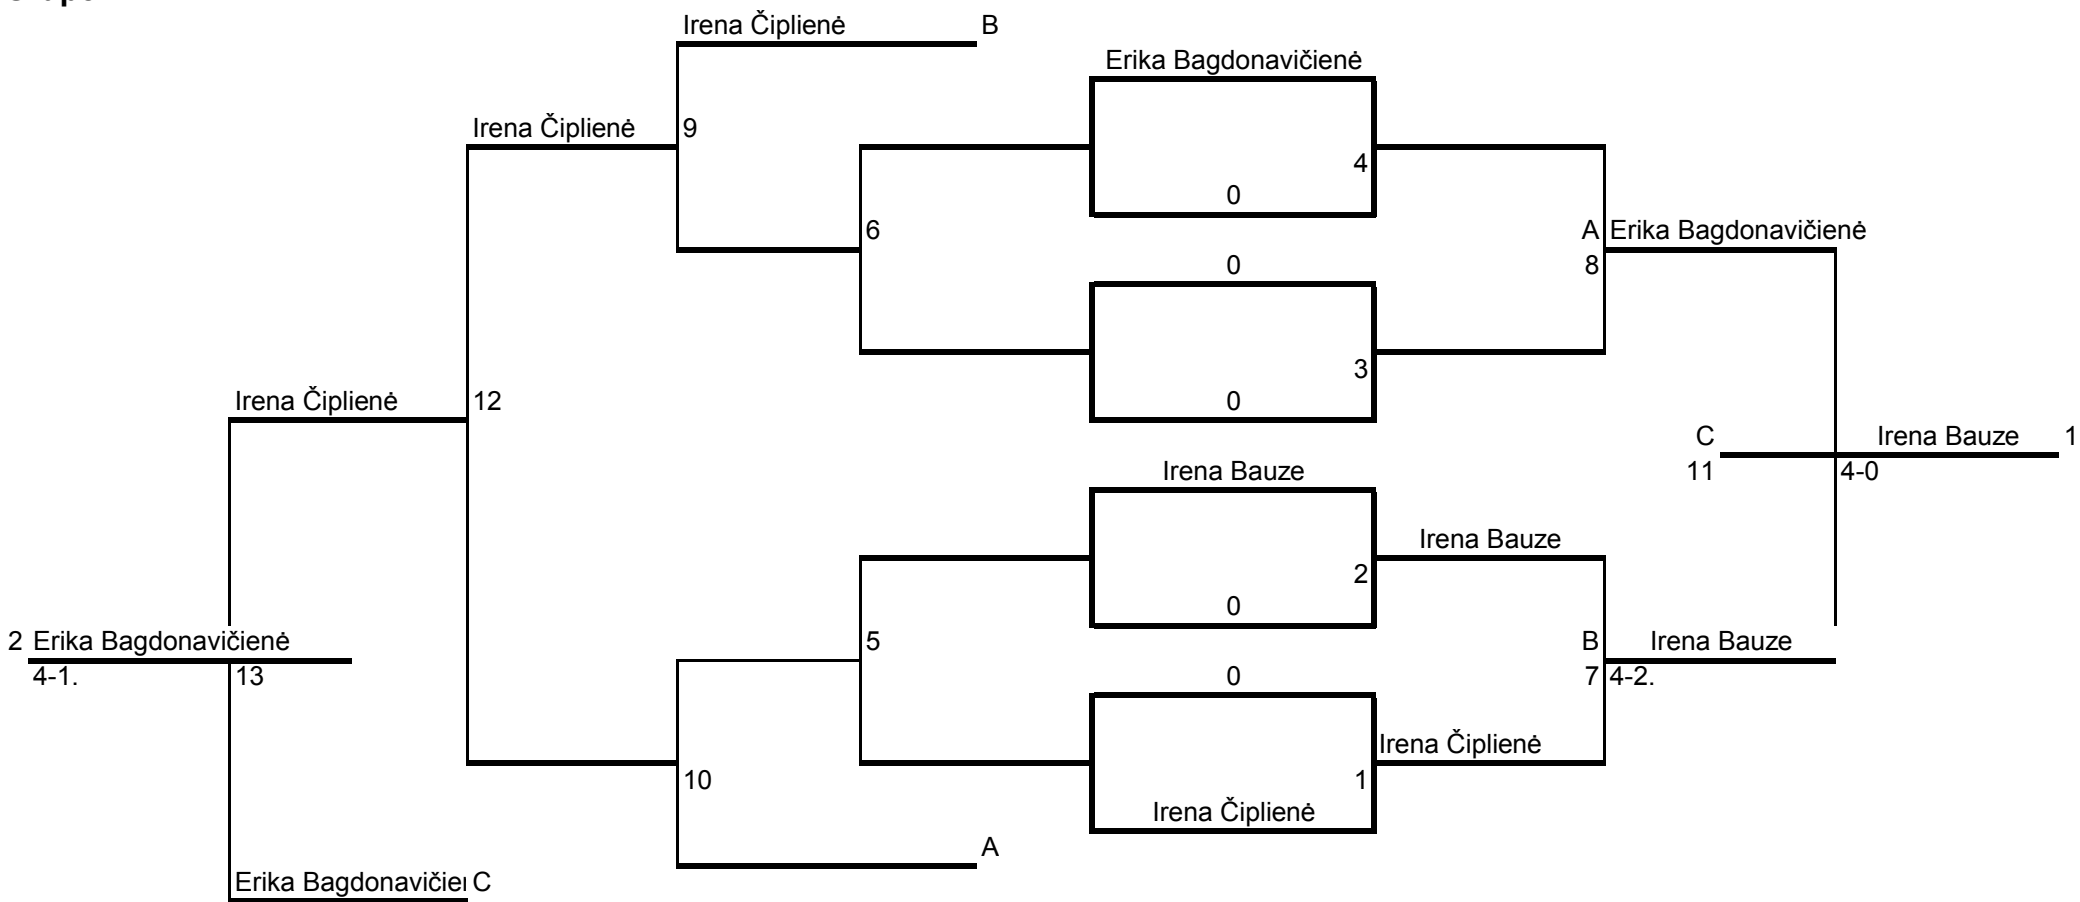 Irena Čiplienė B
Erika Bagdonavičienė
Irena Čiplienė 9
4
0
6 A Erika Bagdonavičienė
0 8
3
Irena Čiplienė 12 0
C Irena Bauze 1
Irena Bauze 11 4-0
Irena Bauze
2
0
2 Erika Bagdonavičienė 5 B Irena Bauze
4-1. 13 0 7 4-2.
Irena Čiplienė
10 1
Irena Čiplienė
A
Erika Bagdonavičier C